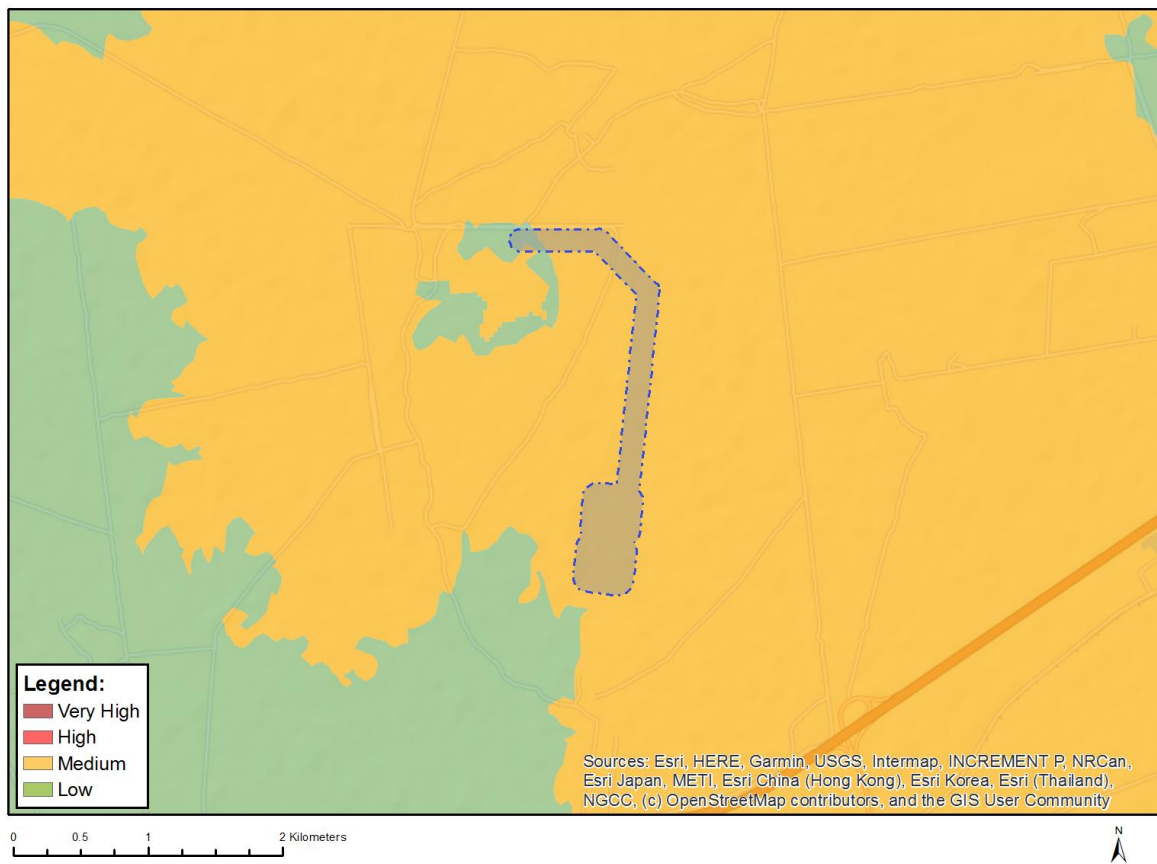 Legend:
Very High
High
Medium
Low
Sources: Esri, HERE, Garmin, USGS, Intermap, INCREMENT P, NRCan,
Esri Japan, METI, Esri China (Hong Kong), Esri Korea, Esri (Thailand),
NGCC, (c) OpenStreetMap contributors, and the GIS User Community
0 0.5 1 2 Kilometers
N